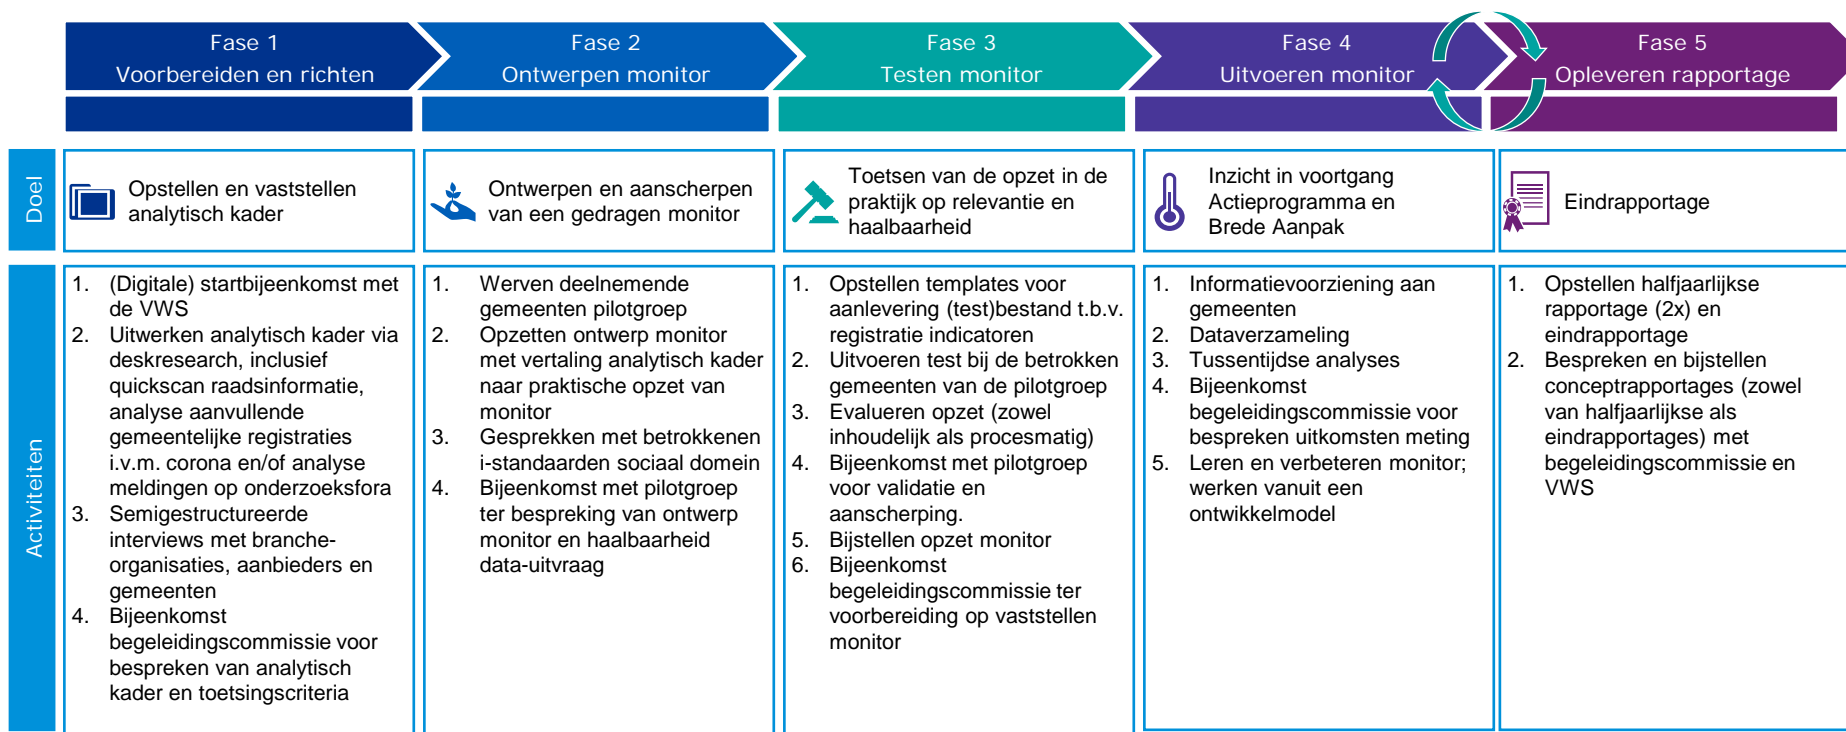 Fase 1
Voorbereiden en richten
Fase 2
Ontwerpen monitor
Fase 3
Testen monitor
Fase 4
Uitvoeren monitor
Fase 5
Opleveren rapportage
Doel
Opstellen en vaststellen
analytisch kader
Ontwerpen en aanscherpen
van een gedragen monitor
Toetsen van de opzet in de
praktijk op relevantie en
haalbaarheid
Inzicht in voortgang
Actieprogramma en
Brede Aanpak
Eindrapportage
Activiteiten
1. (Digitale) startbijeenkomst met
de VWS
2. Uitwerken analytisch kader via
deskresearch, inclusief
quickscan raadsinformatie,
analyse aanvullende
gemeentelijke registraties
i.v.m. corona en/of analyse
meldingen op onderzoeksfora
3. Semigestructureerde
interviews met branche-
organisaties, aanbieders en
gemeenten
4. Bijeenkomst
begeleidingscommissie voor
bespreken van analytisch
kader en toetsingscriteria
1. Werven deelnemende
gemeenten pilotgroep
2. Opzetten ontwerp monitor
met vertaling analytisch kader
naar praktische opzet van
monitor
3. Gesprekken met betrokkenen
i-standaarden sociaal domein
4. Bijeenkomst met pilotgroep
ter bespreking van ontwerp
monitor en haalbaarheid
data-uitvraag
1. Opstellen templates voor
aanlevering (test)bestand t.b.v.
registratie indicatoren
2. Uitvoeren test bij de betrokken
gemeenten van de pilotgroep
3. Evalueren opzet (zowel
inhoudelijk als procesmatig)
4. Bijeenkomst met pilotgroep
voor validatie en
aanscherping.
5. Bijstellen opzet monitor
6. Bijeenkomst
begeleidingscommissie ter
voorbereiding op vaststellen
monitor
1. Informatievoorziening aan
gemeenten
2. Dataverzameling
3. Tussentijdse analyses
4. Bijeenkomst
begeleidingscommissie voor
bespreken uitkomsten meting
5. Leren en verbeteren monitor;
werken vanuit een
ontwikkelmodel
1. Opstellen halfjaarlijkse
rapportage (2x) en
eindrapportage
2. Bespreken en bijstellen
conceptrapportages (zowel
van halfjaarlijkse als
eindrapportages) met
begeleidingscommissie en
VWS